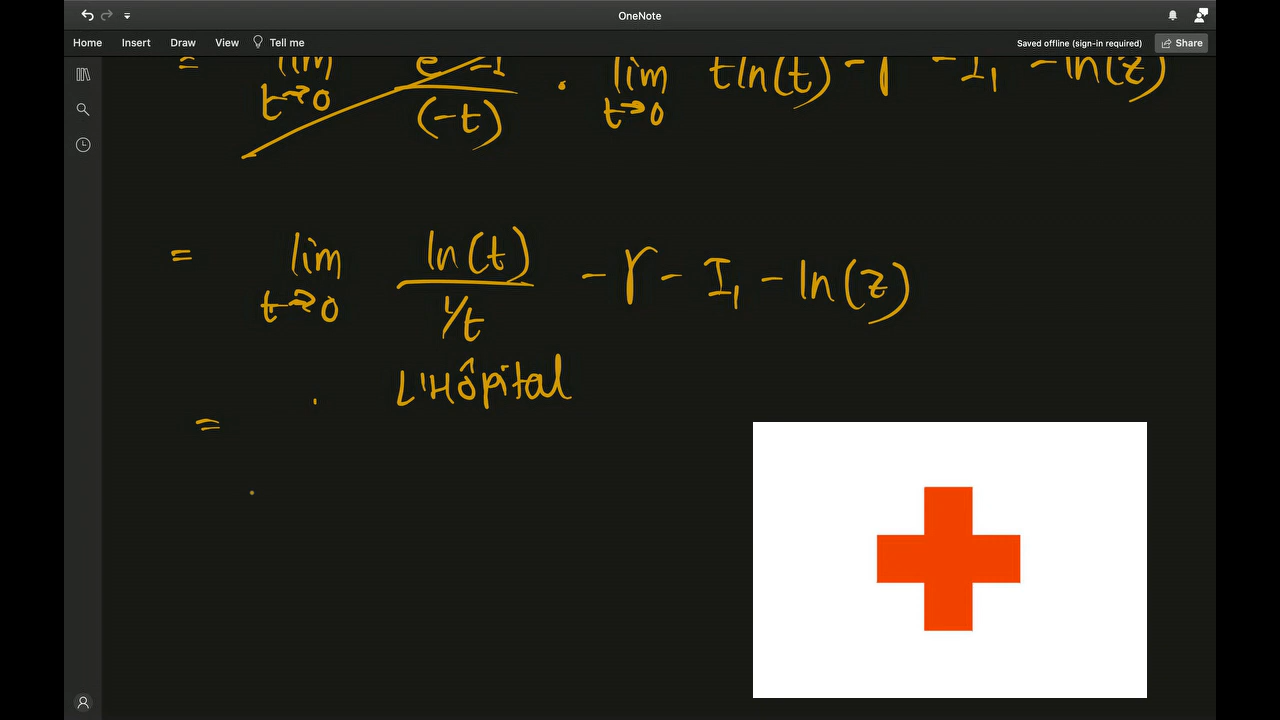 OneNote
Home Insert Draw View Tell me Saved offline (sign-in required) Share
= lim t→0 e -1 / (-t) · lim t→0 t ln(t) - γ - I₁ - ln(z)
= lim t→0 ln(t) / 1/t - γ - I₁ - ln(z)
L'Hôpital
=